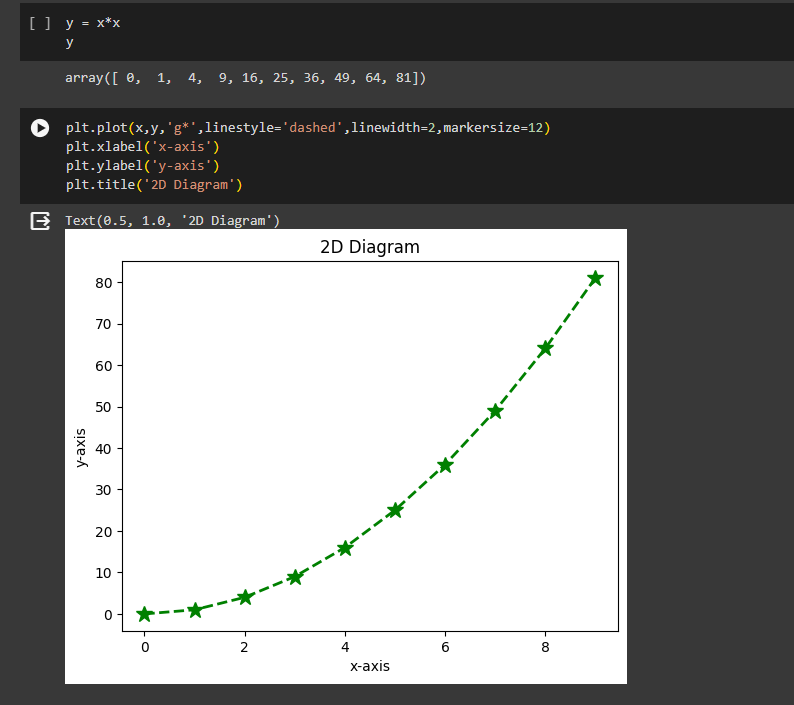 [ ] y = x*x
y
array([ 0,  1,  4,  9, 16, 25, 36, 49, 64, 81])
plt.plot(x,y,'g*',linestyle='dashed',linewidth=2,markersize=12)
plt.xlabel('x-axis')
plt.ylabel('y-axis')
plt.title('2D Diagram')
Text(0.5, 1.0, '2D Diagram')
2D Diagram
80
70
60
50
40
30
20
10
0
y-axis
0 2 4 6 8
x-axis